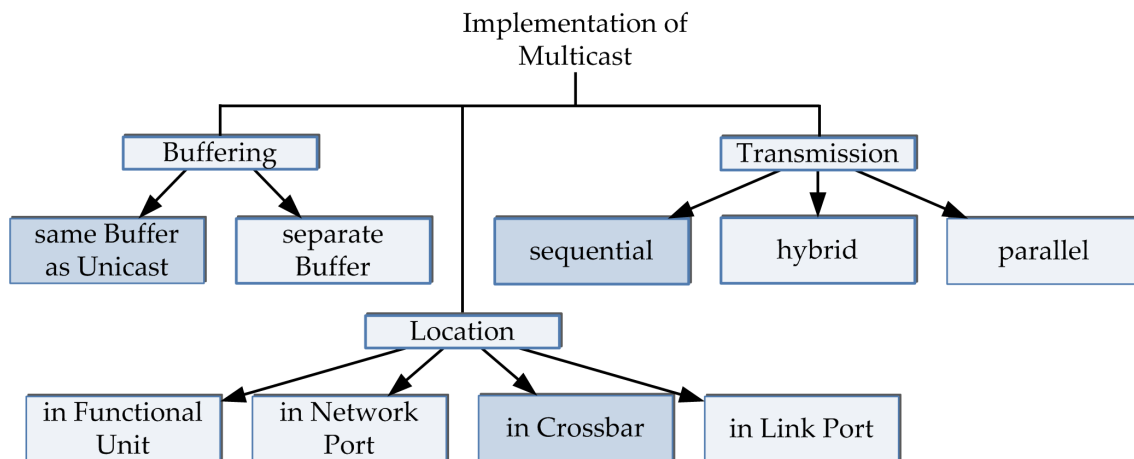 Implementation of
Multicast
Buffering
Transmission
same Buffer
as Unicast
separate
Buffer
sequential
hybrid
parallel
Location
in Functional
Unit
in Network
Port
in Crossbar
in Link Port